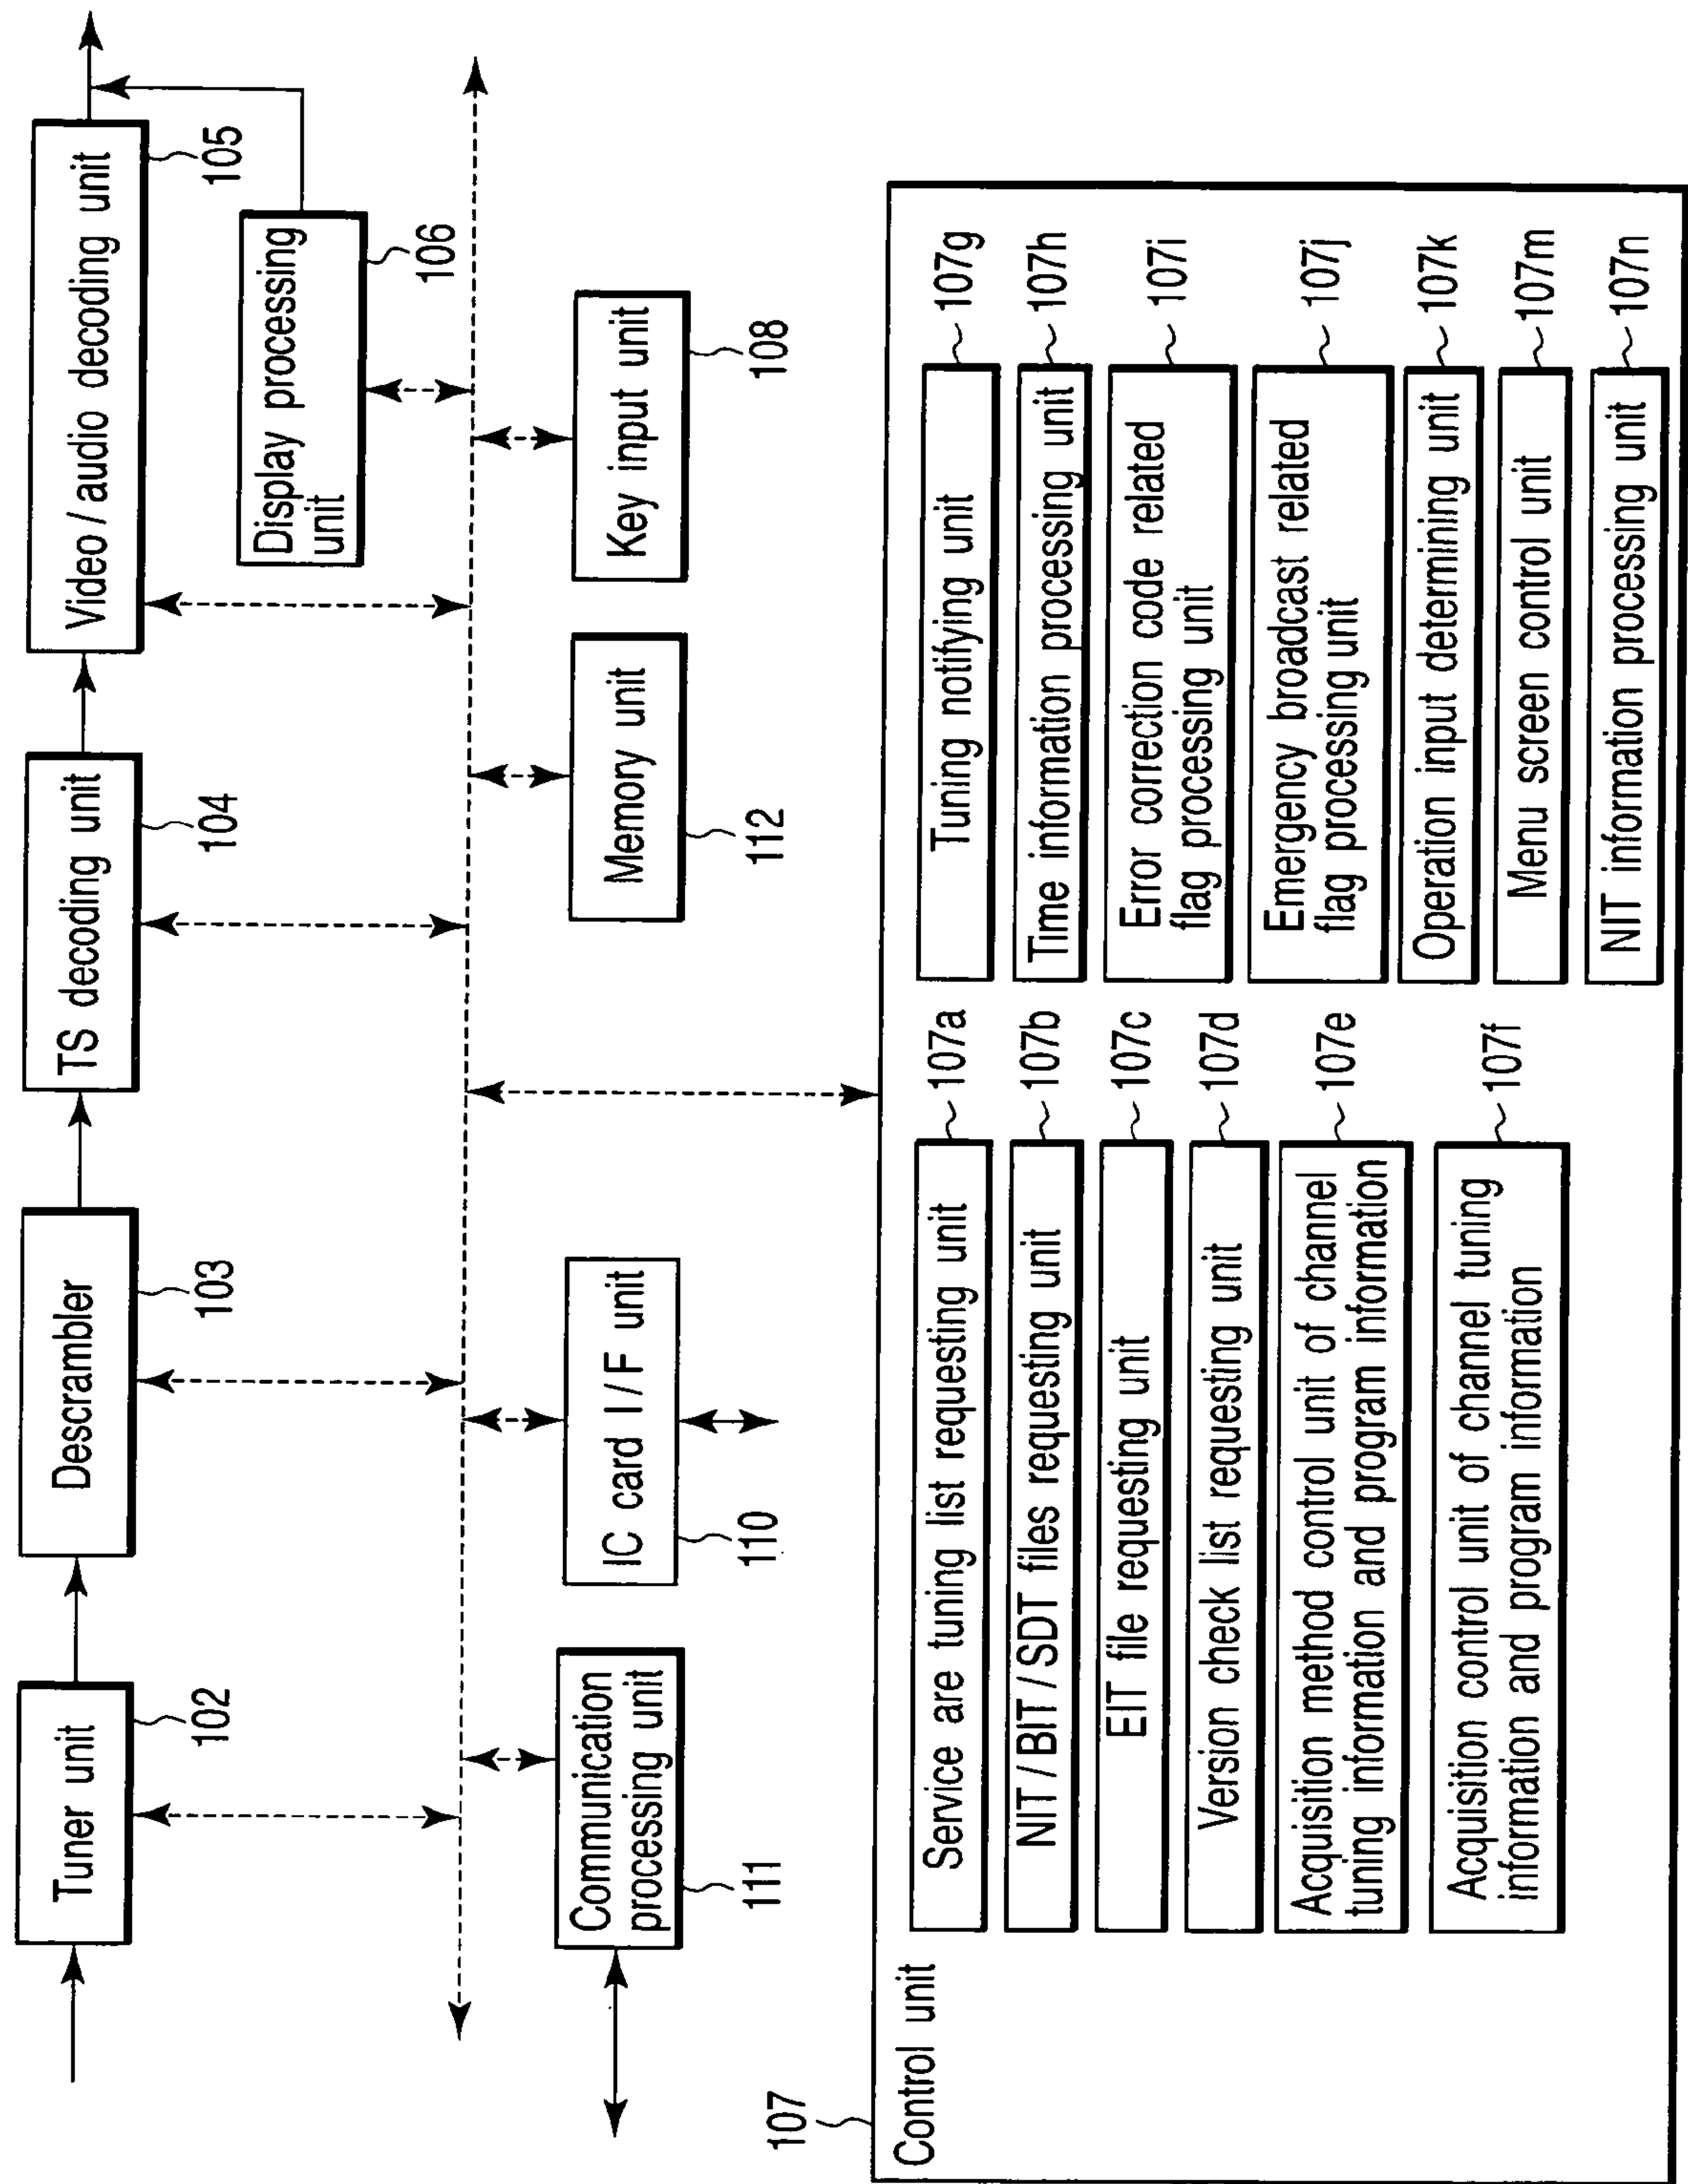 Tuner unit
102
Descrambler
103
TS decoding unit
104
Video / audio decoding unit
105
Display processing
unit
106
Communication
processing unit
111
IC card I / F unit
110
Memory unit
112
Key input unit
108
107
Control unit
Service are tuning list requesting unit
107a
NIT / BIT / SDT files requesting unit
107b
EIT file requesting unit
107c
Version check list requesting unit
107d
Acquisition method control unit of channel
tuning information and program information
107e
Acquisition control unit of channel tuning
information and program information
107f
Tuning notifying unit
107g
Time information processing unit
107h
Error correction code related
flag processing unit
107i
Emergency broadcast related
flag processing unit
107j
Operation input determining unit
107k
Menu screen control unit
107m
NIT information processing unit
107n